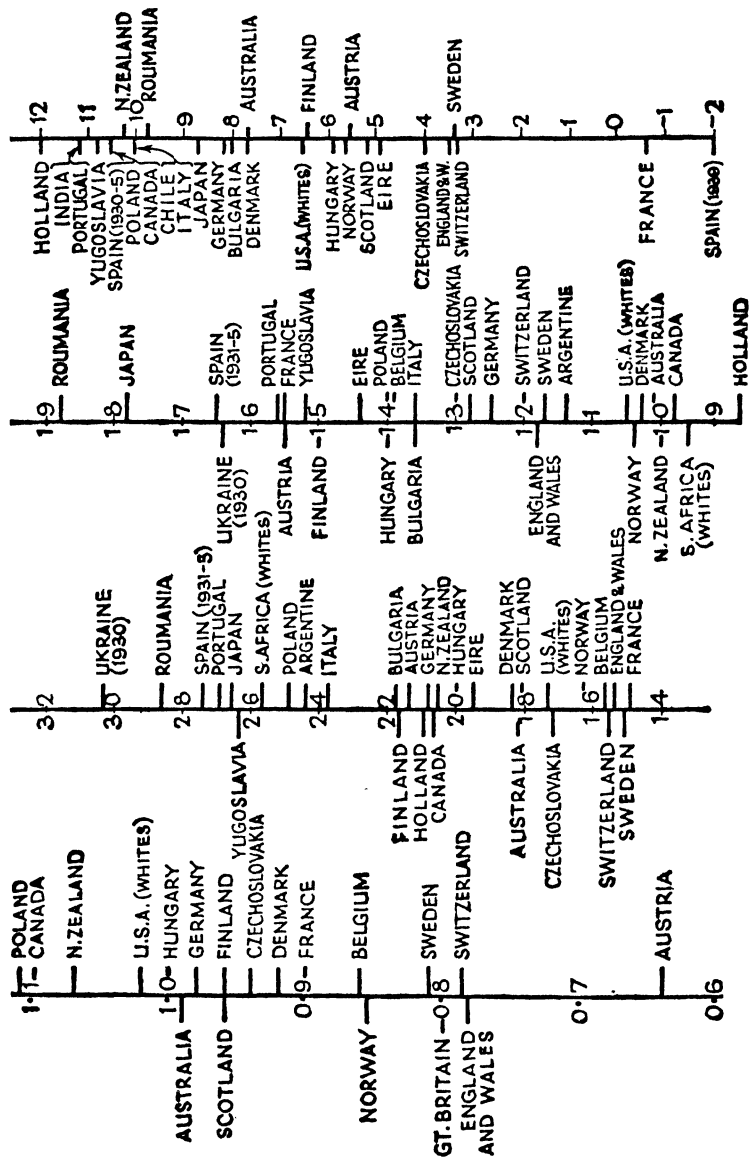 POLAND
1·1 CANADA
N.ZEALAND
U.S.A. (WHITES)
1·0 HUNGARY
AUSTRALIA
GERMANY
SCOTLAND FINLAND
CZECHOSLOVAKIA
DENMARK
0·9 FRANCE
BELGIUM
NORWAY
SWEDEN
GT. BRITAIN 0·8
SWITZERLAND
ENGLAND
AND WALES
0·7
AUSTRIA
0·6
3·2
UKRAINE
(1930)
3·0
ROUMANIA
2·8
SPAIN (1931-5)
PORTUGAL
JAPAN
YUGOSLAVIA
2·6
S.AFRICA (WHITES)
POLAND
ARGENTINE
2·4
ITALY
2·2
BULGARIA
FINLAND
AUSTRIA
HOLLAND
GERMANY
CANADA
N.ZEALAND
2·0
HUNGARY
EIRE
DENMARK
AUSTRALIA
1·8
SCOTLAND
U.S.A.
(WHITES)
CZECHOSLOVAKIA
NORWAY
1·6
BELGIUM
SWITZERLAND
ENGLAND & WALES
SWEDEN
FRANCE
1·4
1·9
ROUMANIA
1·8
JAPAN
1·7
SPAIN
(1931-5)
UKRAINE
(1930)
1·6
PORTUGAL
AUSTRIA
FRANCE
YUGOSLAVIA
FINLAND 1·5
EIRE
HUNGARY 1·4
POLAND
BELGIUM
BULGARIA
ITALY
1·3
CZECHOSLOVAKIA
SCOTLAND
GERMANY
1·2
SWITZERLAND
ENGLAND
AND WALES
SWEDEN
ARGENTINE
1·1
U.S.A. (WHITES)
NORWAY
DENMARK
N. ZEALAND 1·0
AUSTRALIA
CANADA
S. AFRICA
(WHITES)
·9
HOLLAND
HOLLAND 12
INDIA
PORTUGAL
11
YUGOSLAVIA
SPAIN (1930-5)
N.ZEALAND
POLAND
10
CANADA
ROUMANIA
CHILE
ITALY
9
JAPAN
GERMANY
BULGARIA
8
DENMARK
AUSTRALIA
7
U.S.A. (WHITES)
FINLAND
6
HUNGARY
NORWAY
AUSTRIA
SCOTLAND
5
EIRE
CZECHOSLOVAKIA 4
ENGLAND & W.
SWEDEN
SWITZERLAND
3
2
1
0
FRANCE
-1
SPAIN (1939)
-2